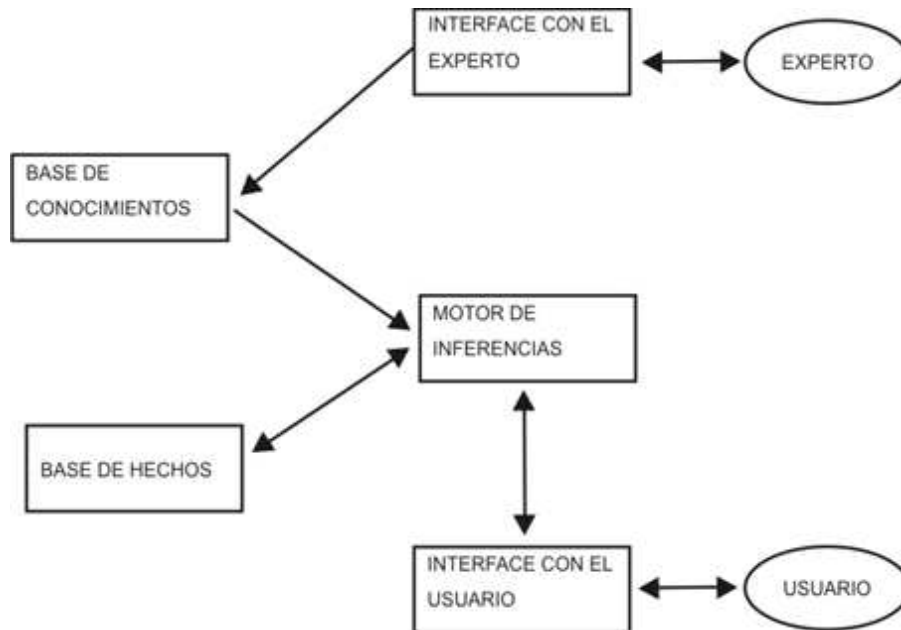 INTERFACE CON EL
EXPERTO
EXPERTO
BASE DE
CONOCIMIENTOS
MOTOR DE
INFERENCIAS
BASE DE HECHOS
INTERFACE CON EL
USUARIO
USUARIO